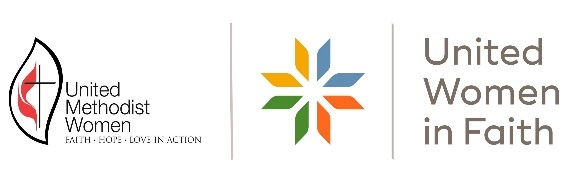 United
Methodist
Women
FAITH • HOPE • LOVE IN ACTION
United
Women
in Faith